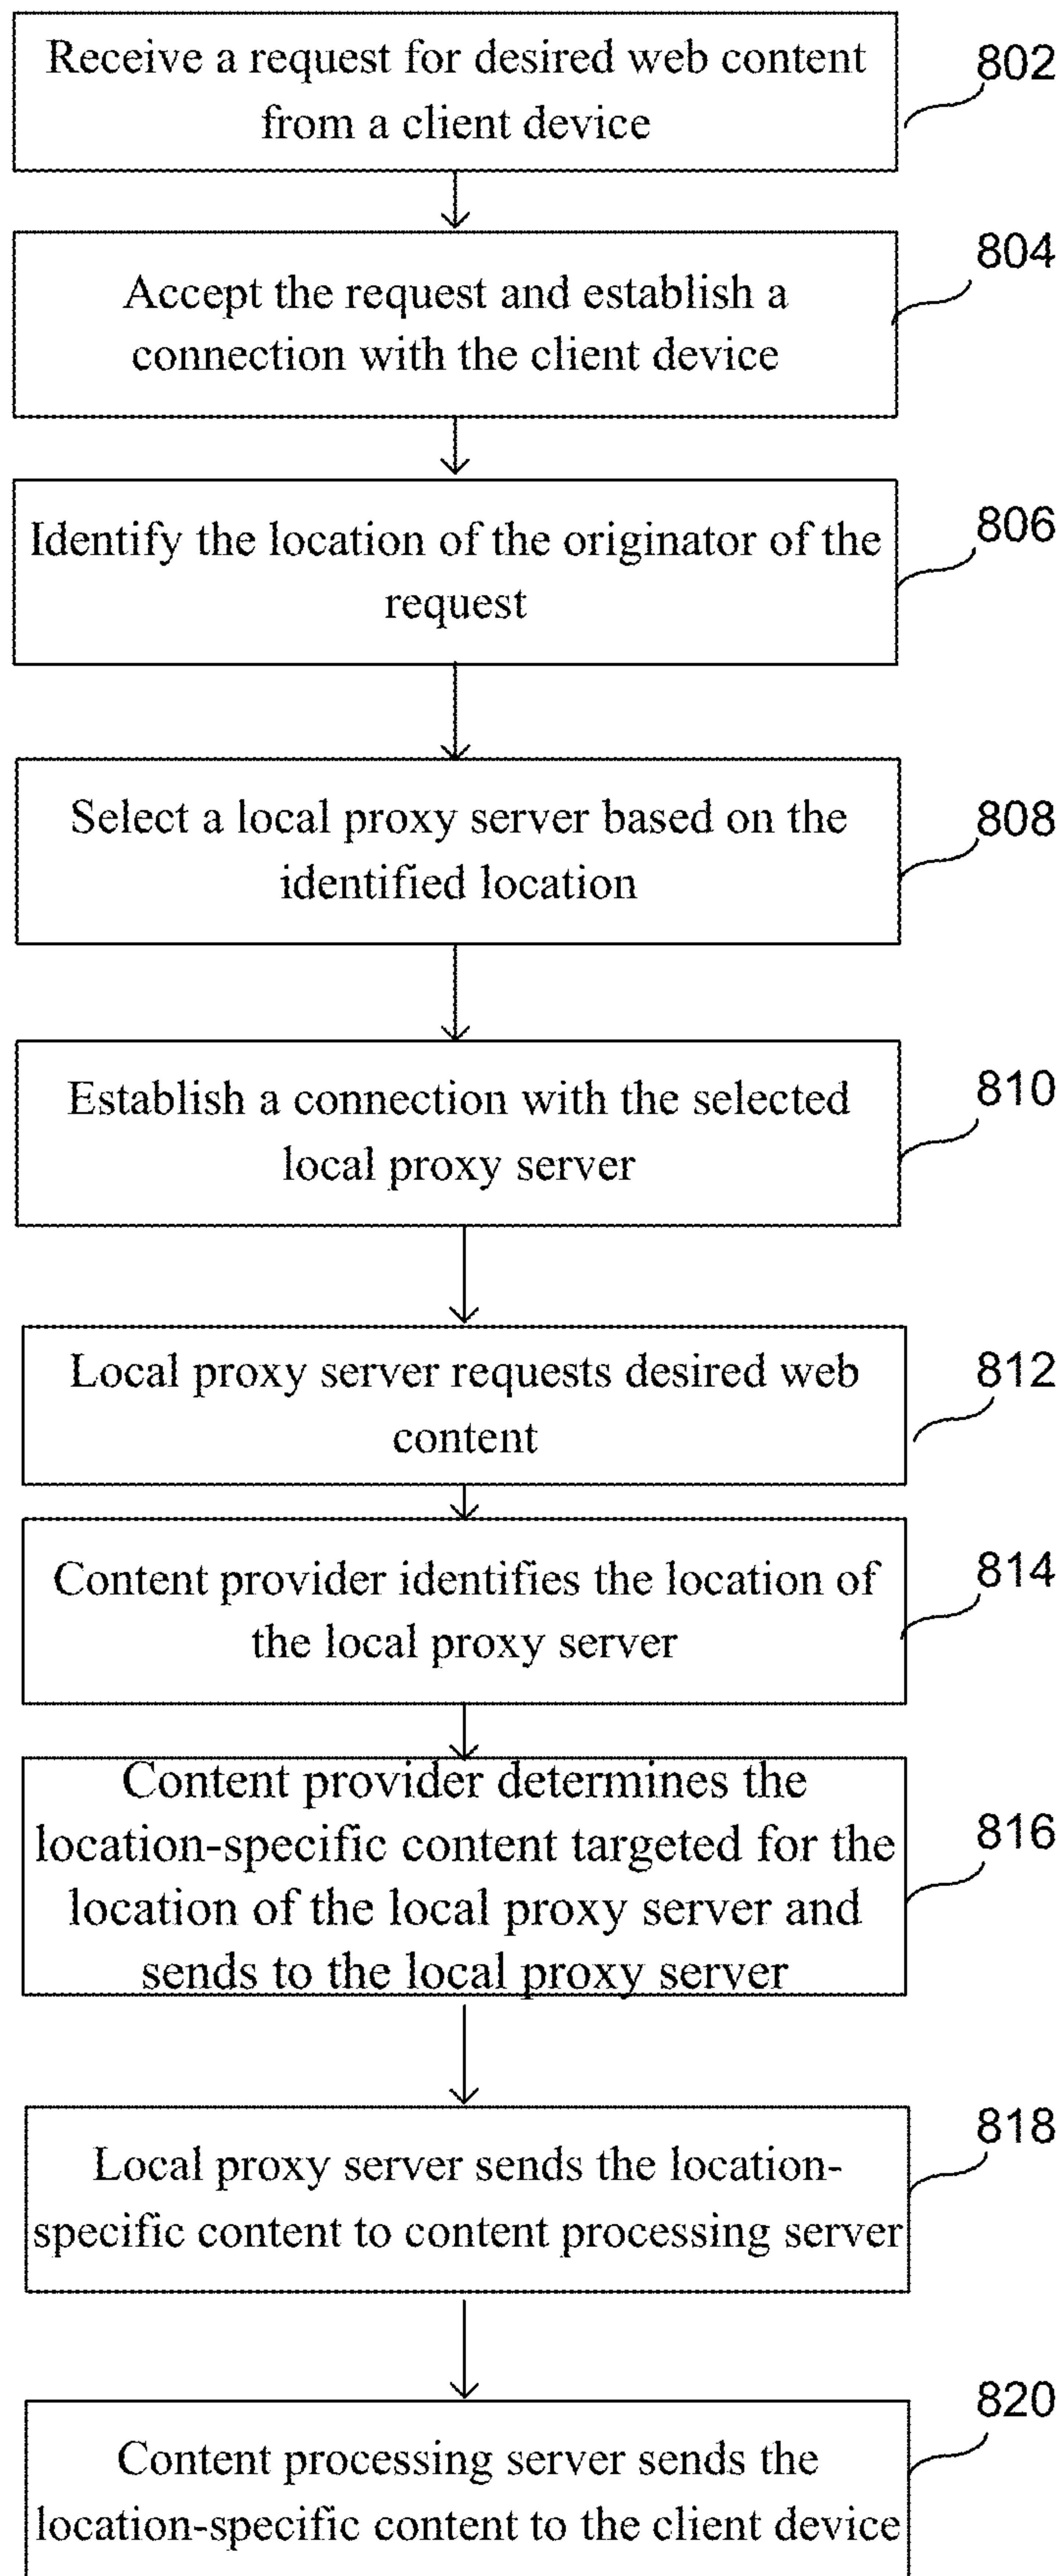 Receive a request for desired web content
from a client device
802
Accept the request and establish a
connection with the client device
804
Identify the location of the originator of the
request
806
Select a local proxy server based on the
identified location
808
Establish a connection with the selected
local proxy server
810
Local proxy server requests desired web
content
812
Content provider identifies the location of
the local proxy server
814
Content provider determines the
location-specific content targeted for the
location of the local proxy server and
sends to the local proxy server
816
Local proxy server sends the location-
specific content to content processing server
818
Content processing server sends the
location-specific content to the client device
820